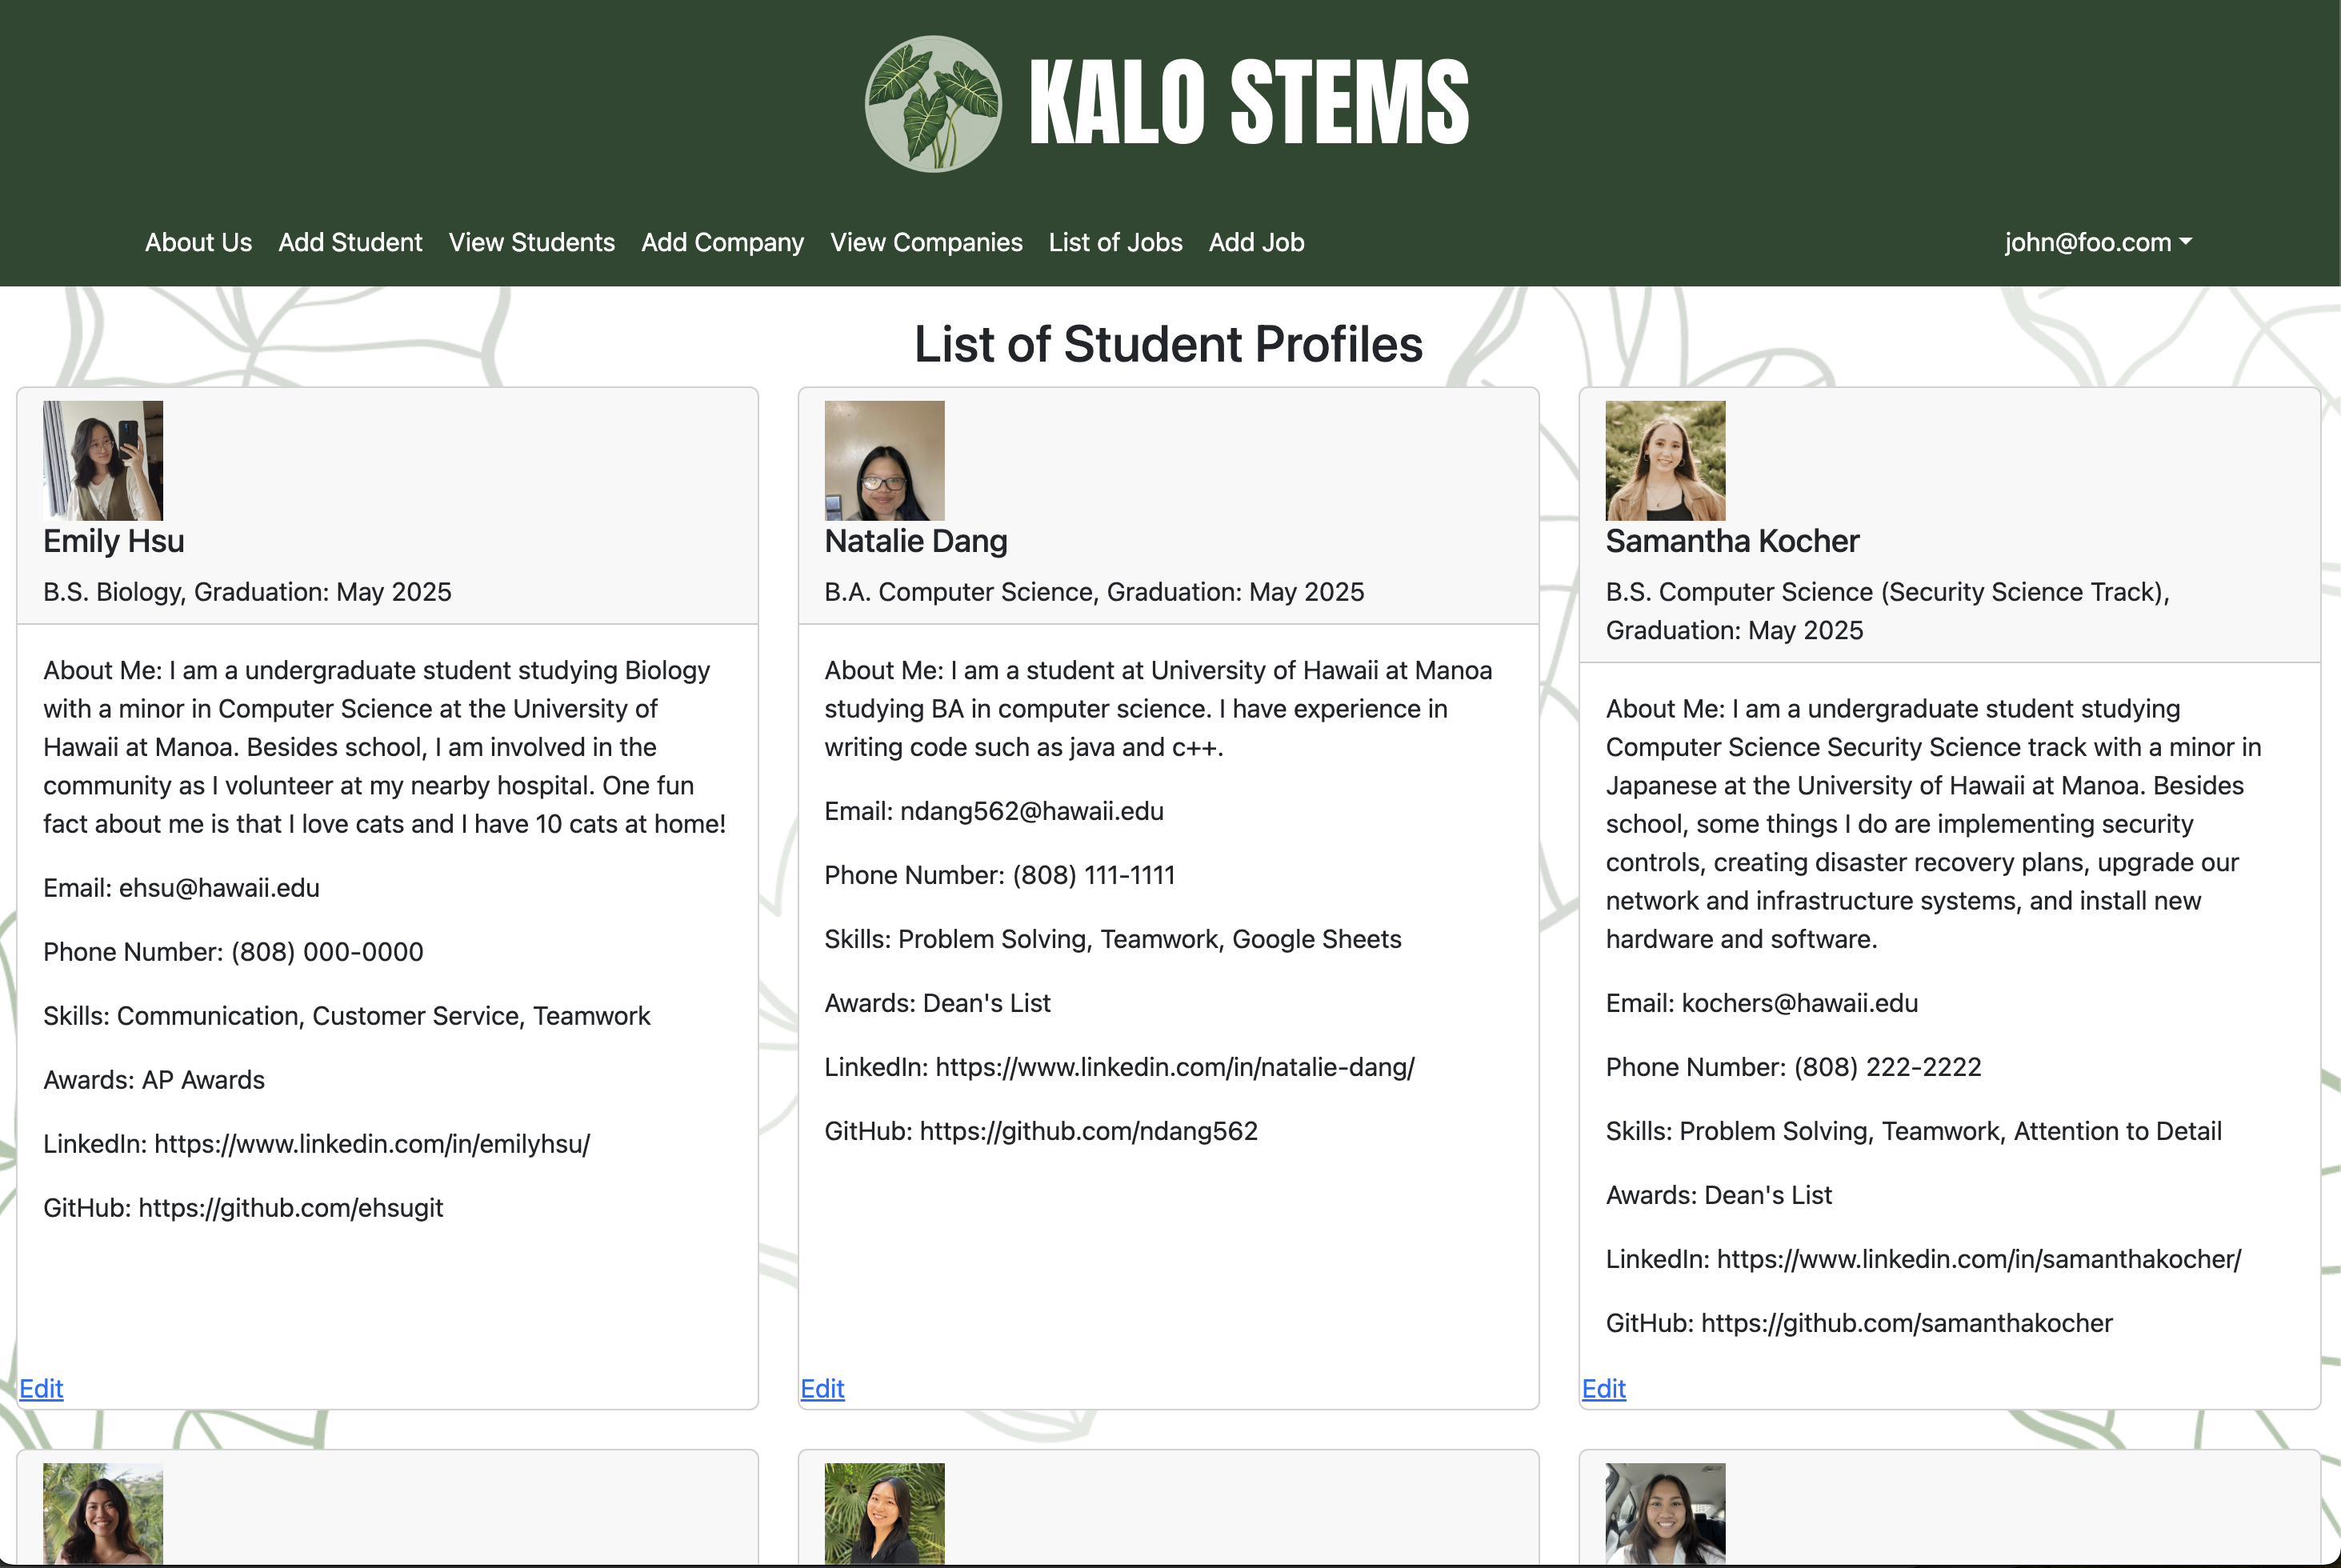 KALO STEMS
About Us Add Student View Students Add Company View Companies List of Jobs Add Job john@foo.com
List of Student Profiles
Emily Hsu
B.S. Biology, Graduation: May 2025
About Me: I am a undergraduate student studying Biology
with a minor in Computer Science at the University of
Hawaii at Manoa. Besides school, I am involved in the
community as I volunteer at my nearby hospital. One fun
fact about me is that I love cats and I have 10 cats at home!
Email: ehsu@hawaii.edu
Phone Number: (808) 000-0000
Skills: Communication, Customer Service, Teamwork
Awards: AP Awards
LinkedIn: https://www.linkedin.com/in/emilyhsu/
GitHub: https://github.com/ehsugit
Edit
Natalie Dang
B.A. Computer Science, Graduation: May 2025
About Me: I am a student at University of Hawaii at Manoa
studying BA in computer science. I have experience in
writing code such as java and c++.
Email: ndang562@hawaii.edu
Phone Number: (808) 111-1111
Skills: Problem Solving, Teamwork, Google Sheets
Awards: Dean's List
LinkedIn: https://www.linkedin.com/in/natalie-dang/
GitHub: https://github.com/ndang562
Edit
Samantha Kocher
B.S. Computer Science (Security Science Track),
Graduation: May 2025
About Me: I am a undergraduate student studying
Computer Science Security Science track with a minor in
Japanese at the University of Hawaii at Manoa. Besides
school, some things I do are implementing security
controls, creating disaster recovery plans, upgrade our
network and infrastructure systems, and install new
hardware and software.
Email: kochers@hawaii.edu
Phone Number: (808) 222-2222
Skills: Problem Solving, Teamwork, Attention to Detail
Awards: Dean's List
LinkedIn: https://www.linkedin.com/in/samanthakocher/
GitHub: https://github.com/samanthakocher
Edit